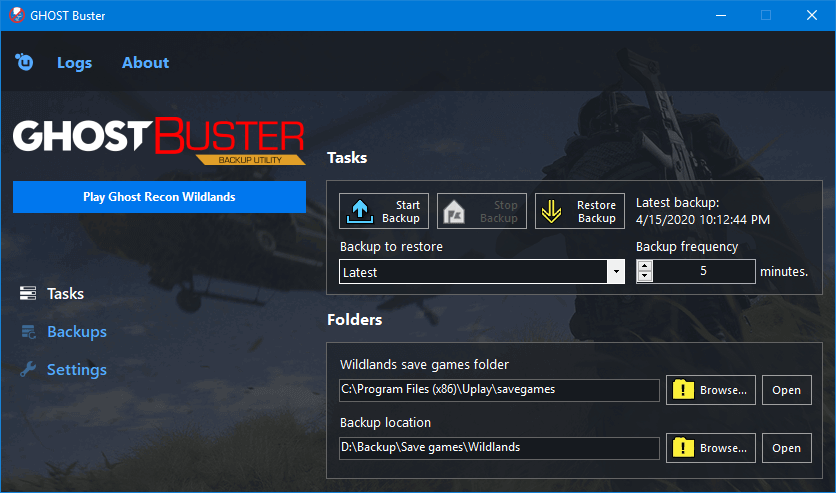 GHOST Buster
Logs About
GHOSTBUSTER
BACKUP UTILITY
Play Ghost Recon Wildlands
Tasks
Backups
Settings
Tasks
Start
Backup
Stop
Backup
Restore
Backup
Latest backup:
4/15/2020 10:12:44 PM
Backup to restore
Latest
Backup frequency
5 minutes.
Folders
Wildlands save games folder
C:\Program Files (x86)\Uplay\savegames
Browse... Open
Backup location
D:\Backup\Save games\Wildlands
Browse... Open